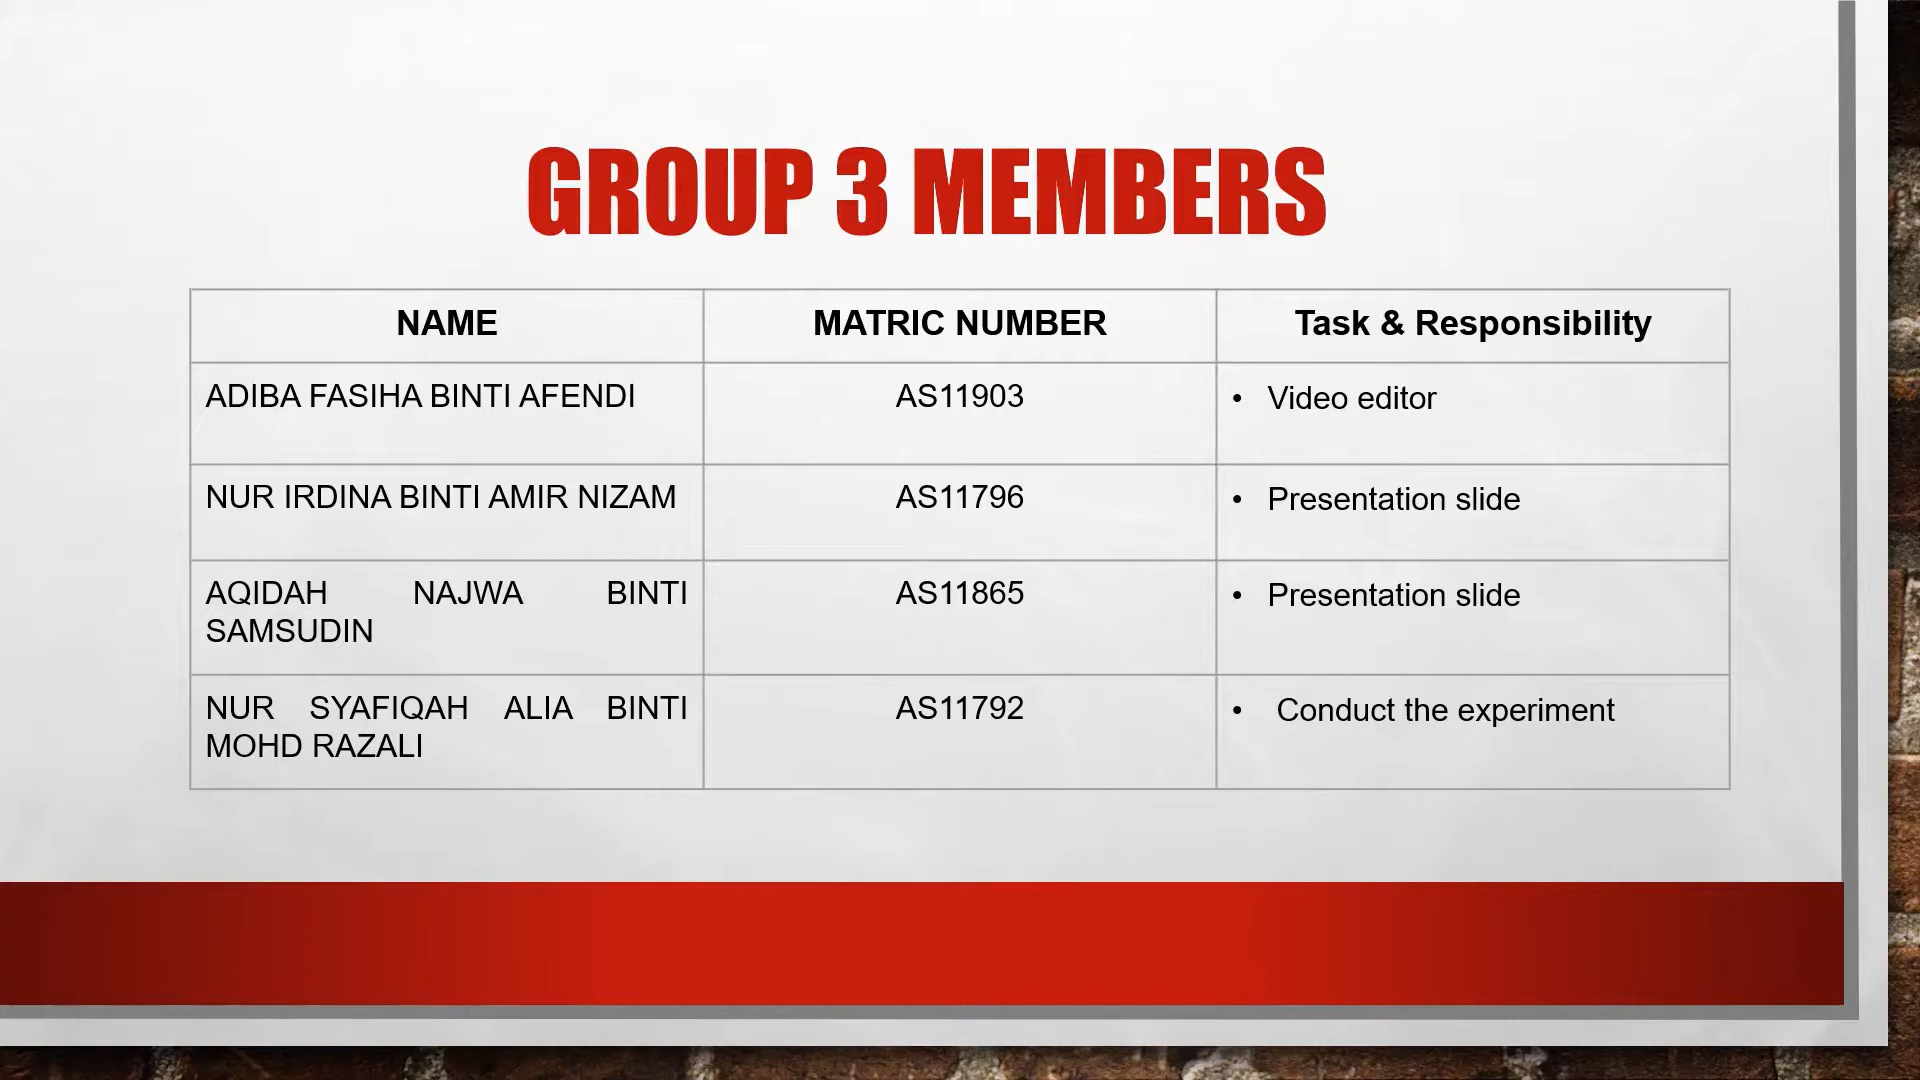 GROUP 3 MEMBERS
NAME MATRIC NUMBER Task & Responsibility
ADIBA FASIHA BINTI AFENDI AS11903 • Video editor
NUR IRDINA BINTI AMIR NIZAM AS11796 • Presentation slide
AQIDAH NAJWA BINTI AS11865 • Presentation slide
SAMSUDIN
NUR SYAFIQAH ALIA BINTI AS11792 • Conduct the experiment
MOHD RAZALI